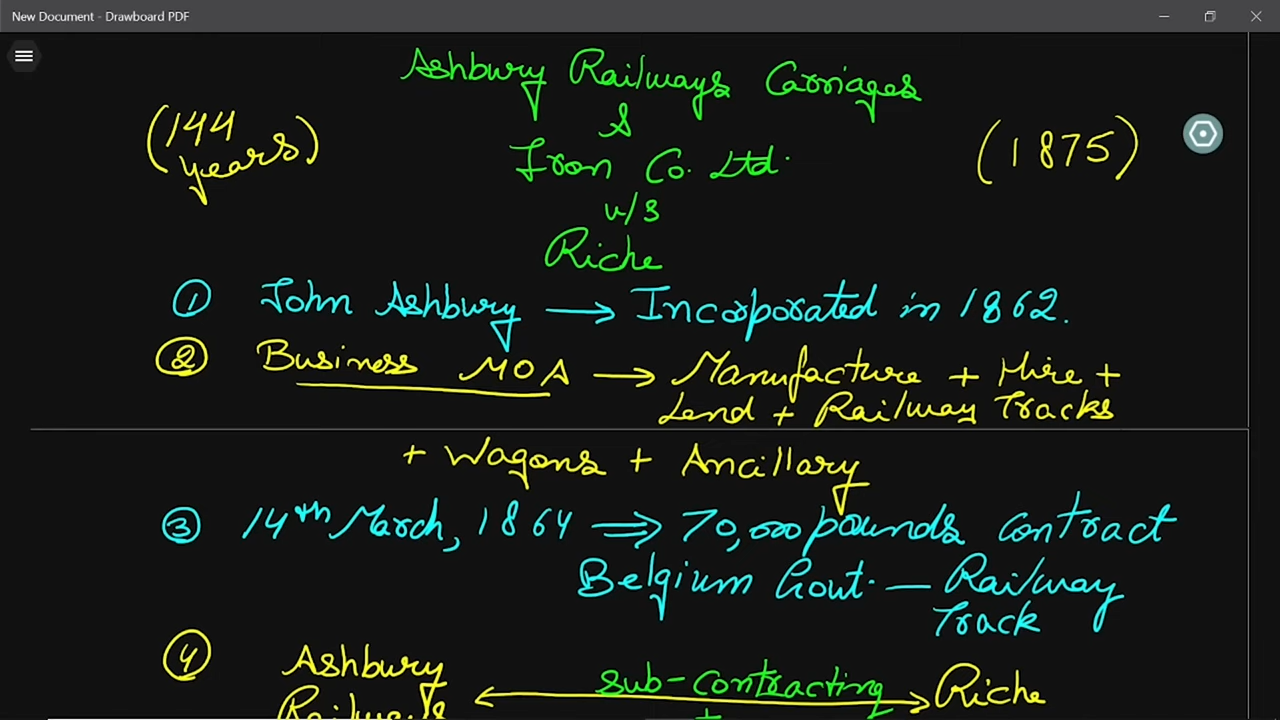 New Document - Drawboard PDF
Ashbury Railways Carriages
&
Iron Co. Ltd.
v/s
Riche
(144
years)
(1875)
① John Ashbury → Incorporated in 1862.
② Business MOA → Manufacture + Hire +
Lend + Railway Tracks
+ Wagons + Ancillary
③ 14th March, 1864 ⇒ 70,000 pounds contract
Belgium Govt. — Railway
Track
④ Ashbury sub-contracting Riche
Railways